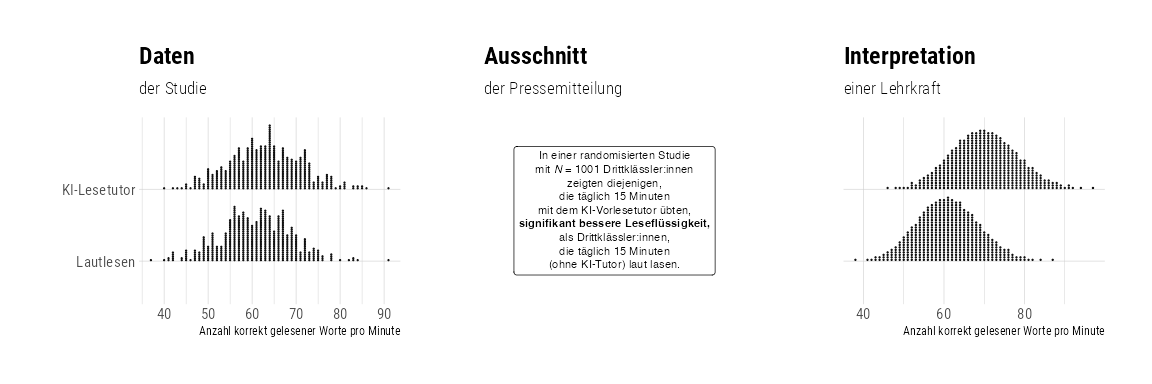 Daten
der Studie
KI-Lesetutor
Lautlesen
40 50 60 70 80 90
Anzahl korrekt gelesener Worte pro Minute
Ausschnitt
der Pressemitteilung
In einer randomisierten Studie
mit N = 1001 Drittklässler:innen
zeigten diejenigen,
die täglich 15 Minuten
mit dem KI-Vorlesetutor übten,
signifikant bessere Leseflüssigkeit,
als Drittklässler:innen,
die täglich 15 Minuten
(ohne KI-Tutor) laut lasen.
Interpretation
einer Lehrkraft
40 60 80
Anzahl korrekt gelesener Worte pro Minute